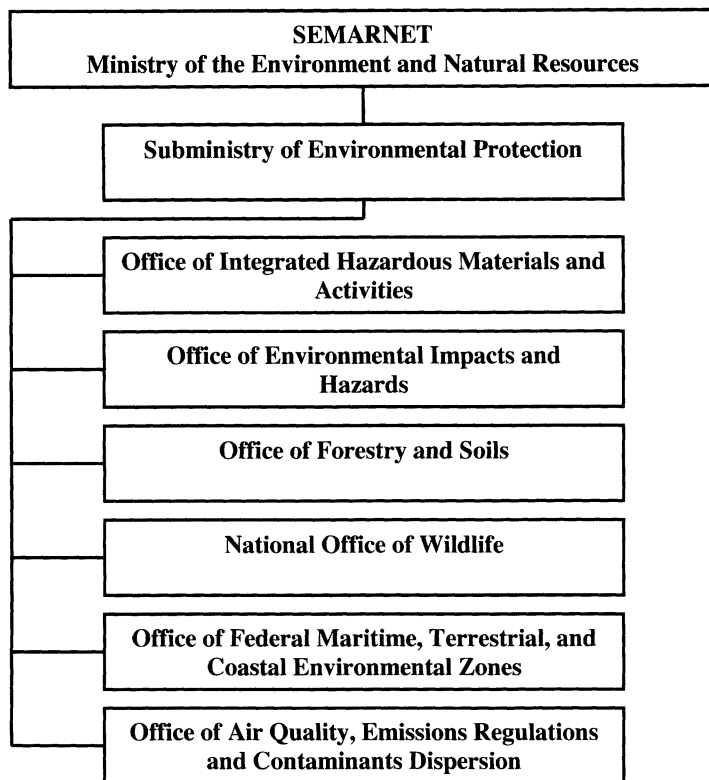 SEMARNET
Ministry of the Environment and Natural Resources
Subministry of Environmental Protection
Office of Integrated Hazardous Materials and
Activities
Office of Environmental Impacts and
Hazards
Office of Forestry and Soils
National Office of Wildlife
Office of Federal Maritime, Terrestrial, and
Coastal Environmental Zones
Office of Air Quality, Emissions Regulations
and Contaminants Dispersion